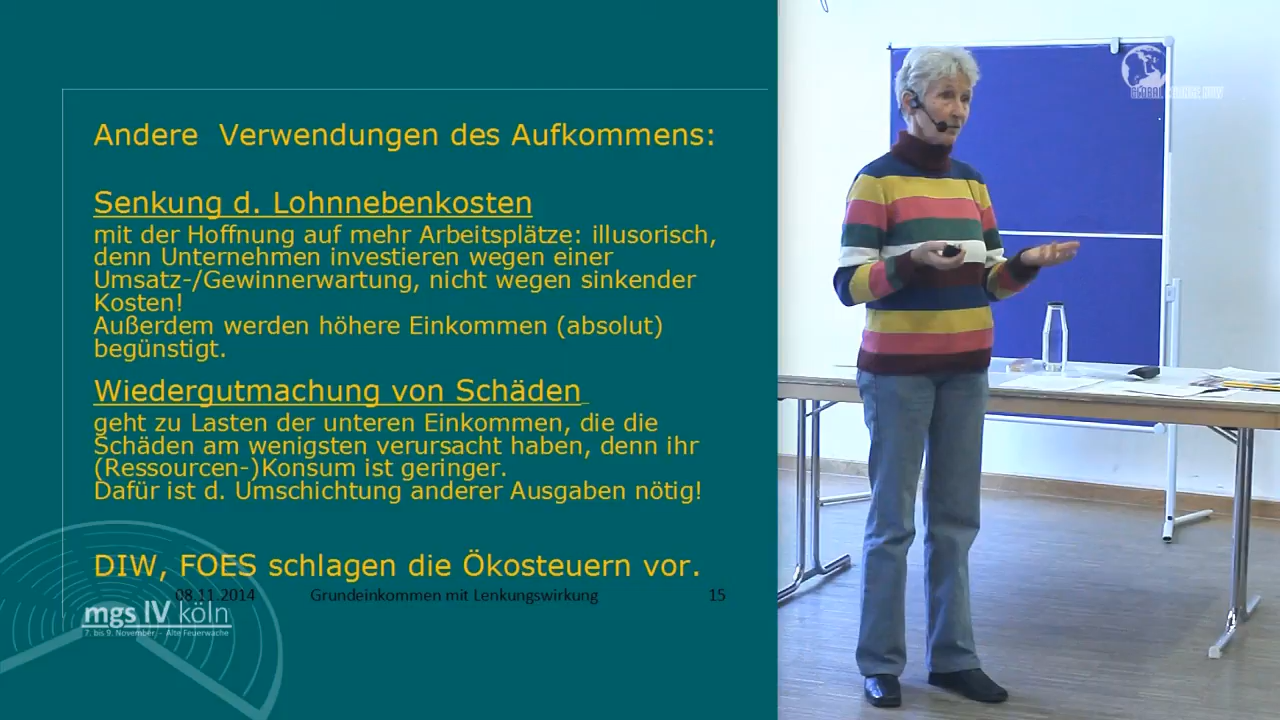 Andere Verwendungen des Aufkommens:
Senkung d. Lohnnebenkosten
mit der Hoffnung auf mehr Arbeitsplätze: illusorisch,
denn Unternehmen investieren wegen einer
Umsatz-/Gewinnerwartung, nicht wegen sinkender
Kosten!
Außerdem werden höhere Einkommen (absolut)
begünstigt.
Wiedergutmachung von Schäden
geht zu Lasten der unteren Einkommen, die die
Schäden am wenigsten verursacht haben, denn ihr
(Ressourcen-)Konsum ist geringer.
Dafür ist d. Umschichtung anderer Ausgaben nötig!
DIW, FOES schlagen die Ökosteuern vor.
08.11.2014 Grundeinkommen mit Lenkungswirkung 15
mgs IV köln
7. bis 9. November - Alte Feuerwache
GLOBAL